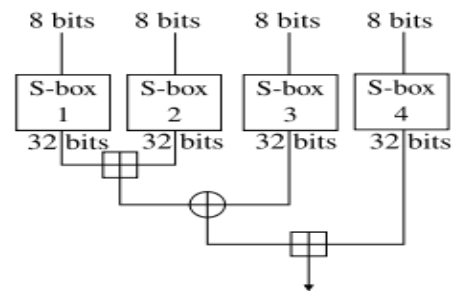 8 bits 8 bits 8 bits 8 bits
S-box S-box S-box S-box
1 2 3 4
32 bits 32 bits 32 bits 32 bits